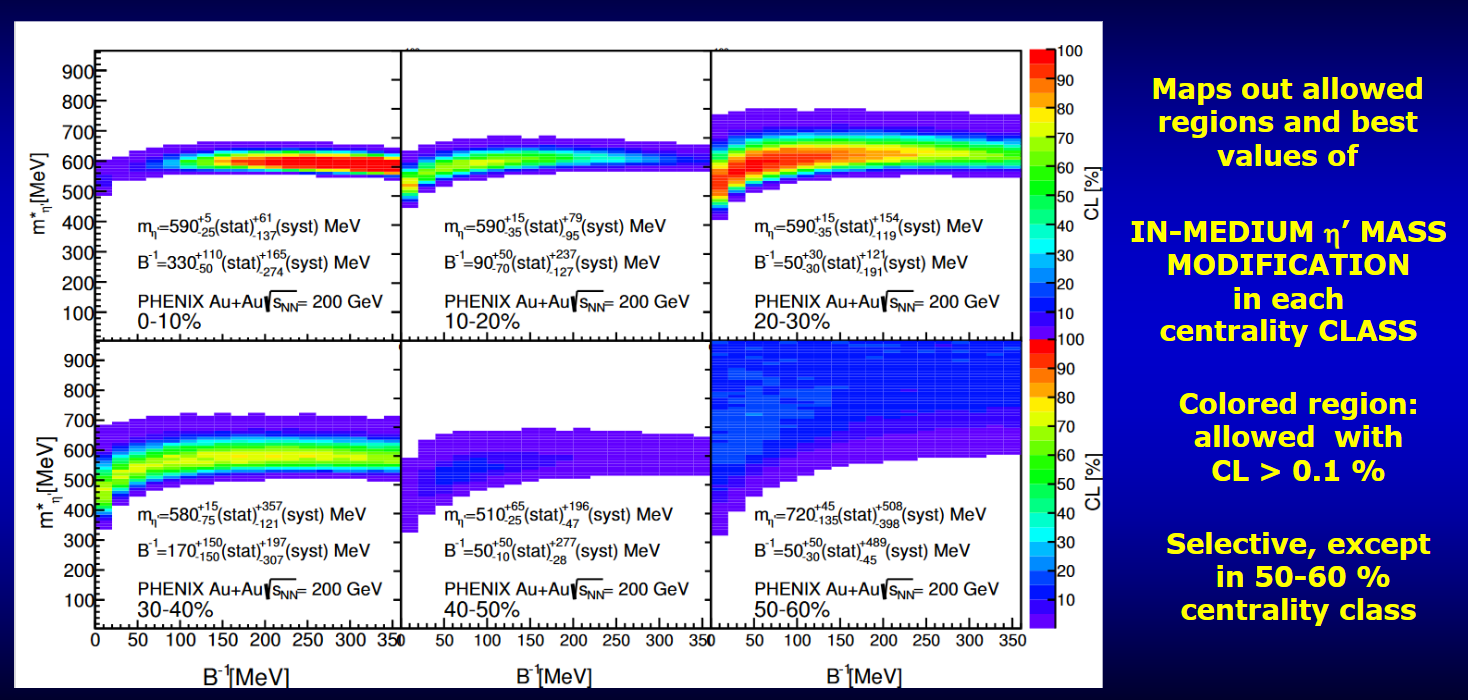 900
800
700
600
500
400
300
200
100
m*η'[MeV]
mη'=590+5-25(stat)+61-137(syst) MeV
B-1=330+110-50(stat)+165-274(syst) MeV
PHENIX Au+Au√sNN= 200 GeV
0-10%
mη'=590+15-35(stat)+79-95(syst) MeV
B-1=90+50-70(stat)+237-127(syst) MeV
PHENIX Au+Au√sNN= 200 GeV
10-20%
mη'=590+15-35(stat)+154-119(syst) MeV
B-1=50+30-30(stat)+121-191(syst) MeV
PHENIX Au+Au√sNN= 200 GeV
20-30%
100
90
80
70
60
50
40
30
20
10
CL [%]
900
800
700
600
500
400
300
200
100
m*η'[MeV]
mη'=580+15-75(stat)+357-121(syst) MeV
B-1=170+150-150(stat)+197-307(syst) MeV
PHENIX Au+Au√sNN= 200 GeV
30-40%
mη'=510+65-25(stat)+196-47(syst) MeV
B-1=50+50-10(stat)+277-28(syst) MeV
PHENIX Au+Au√sNN= 200 GeV
40-50%
mη'=720+45-135(stat)+508-398(syst) MeV
B-1=50+50-30(stat)+489-45(syst) MeV
PHENIX Au+Au√sNN= 200 GeV
50-60%
100
90
80
70
60
50
40
30
20
10
CL [%]
0 50 100 150 200 250 300 350
50 100 150 200 250 300 350
50 100 150 200 250 300 350
B-1[MeV]
B-1[MeV]
B-1[MeV]
Maps out allowed
regions and best
values of
IN-MEDIUM η′ MASS
MODIFICATION
in each
centrality CLASS
Colored region:
allowed with
CL > 0.1 %
Selective, except
in 50-60 %
centrality class